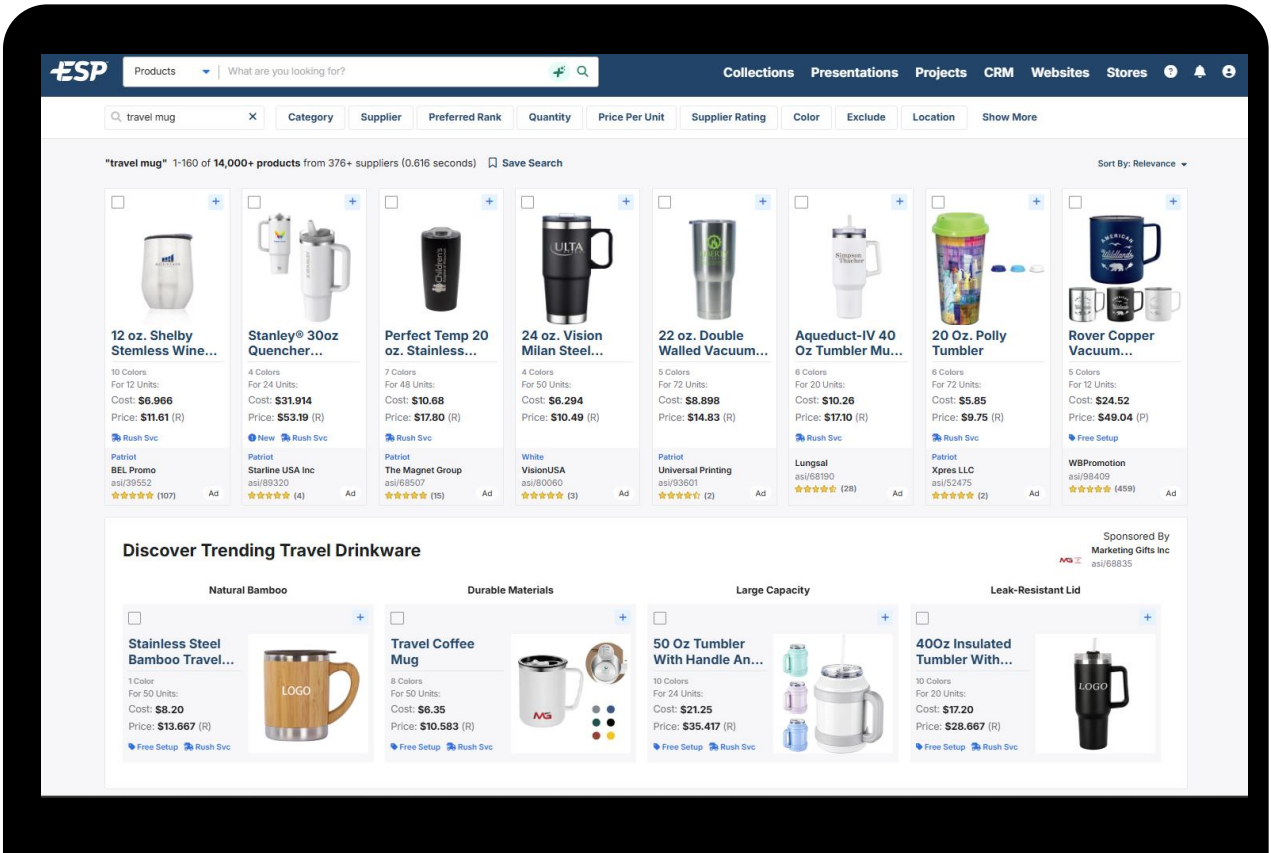 ESP
Products
What are you looking for?
Collections Presentations Projects CRM Websites Stores
travel mug
Category Supplier Preferred Rank Quantity Price Per Unit Supplier Rating Color Exclude Location Show More
"travel mug" 1-160 of 14,000+ products from 376+ suppliers (0.616 seconds) Save Search
Sort By: Relevance
12 oz. Shelby
Stemless Wine...
10 Colors
For 12 Units:
Cost: $6.966
Price: $11.61 (R)
Rush Svc
Patriot
BEL Promo
asi/39552
(107)
Ad
Stanley® 30oz
Quencher...
4 Colors
For 24 Units:
Cost: $31.914
Price: $53.19 (R)
New Rush Svc
Patriot
Starline USA Inc
asi/89320
(4)
Ad
Children's
Perfect Temp 20
oz. Stainless...
7 Colors
For 48 Units:
Cost: $10.68
Price: $17.80 (R)
Rush Svc
Patriot
The Magnet Group
asi/68507
(15)
Ad
ULTA
24 oz. Vision
Milan Steel...
4 Colors
For 50 Units:
Cost: $6.294
Price: $10.49 (R)
White
VisionUSA
asi/80060
(3)
Ad
22 oz. Double
Walled Vacuum...
5 Colors
For 72 Units:
Cost: $8.898
Price: $14.83 (R)
Patriot
Universal Printing
asi/93601
(2)
Ad
Simpson
Thacher
Aqueduct-IV 40
Oz Tumbler Mu...
8 Colors
For 20 Units:
Cost: $10.26
Price: $17.10 (R)
Rush Svc
Lungsal
asi/68190
(28)
Ad
20 Oz. Polly
Tumbler
6 Colors
For 72 Units:
Cost: $5.85
Price: $9.75 (R)
Rush Svc
Patriot
Xpres LLC
asi/52475
(2)
Ad
AMERICAN
Wildlands
Rover Copper
Vacuum...
5 Colors
For 12 Units:
Cost: $24.52
Price: $49.04 (P)
Free Setup
WBPromotion
asi/98409
(459)
Ad
Discover Trending Travel Drinkware
Sponsored By
Marketing Gifts Inc
asi/68835
MG
Natural Bamboo
Stainless Steel
Bamboo Travel...
1 Color
For 50 Units:
Cost: $8.20
Price: $13.667 (R)
Free Setup Rush Svc
LOGO
Durable Materials
Travel Coffee
Mug
8 Colors
For 50 Units:
Cost: $6.35
Price: $10.583 (R)
Free Setup Rush Svc
MG
Large Capacity
50 Oz Tumbler
With Handle An...
10 Colors
For 24 Units:
Cost: $21.25
Price: $35.417 (R)
Free Setup Rush Svc
Leak-Resistant Lid
40Oz Insulated
Tumbler With...
10 Colors
For 20 Units:
Cost: $17.20
Price: $28.667 (R)
Free Setup Rush Svc
LOGO